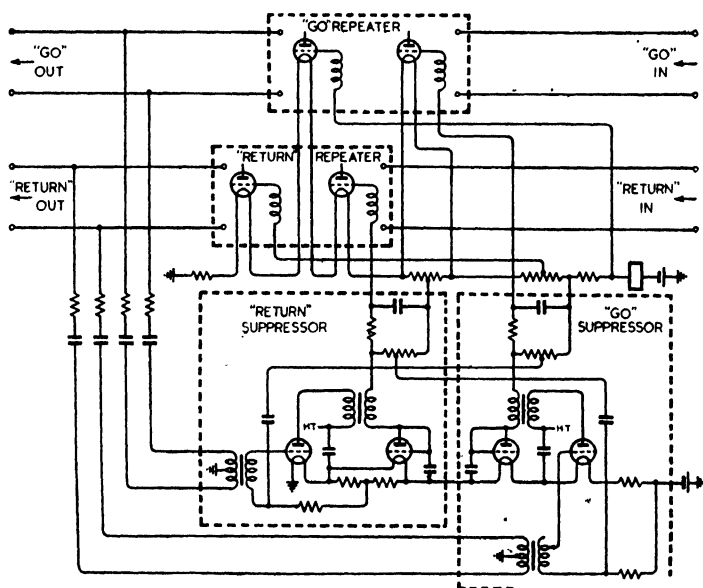 "GO" REPEATER
"GO"
OUT
"GO"
IN
"RETURN" REPEATER
"RETURN"
OUT
"RETURN"
IN
"RETURN"
SUPPRESSOR
"GO"
SUPPRESSOR
HT
HT